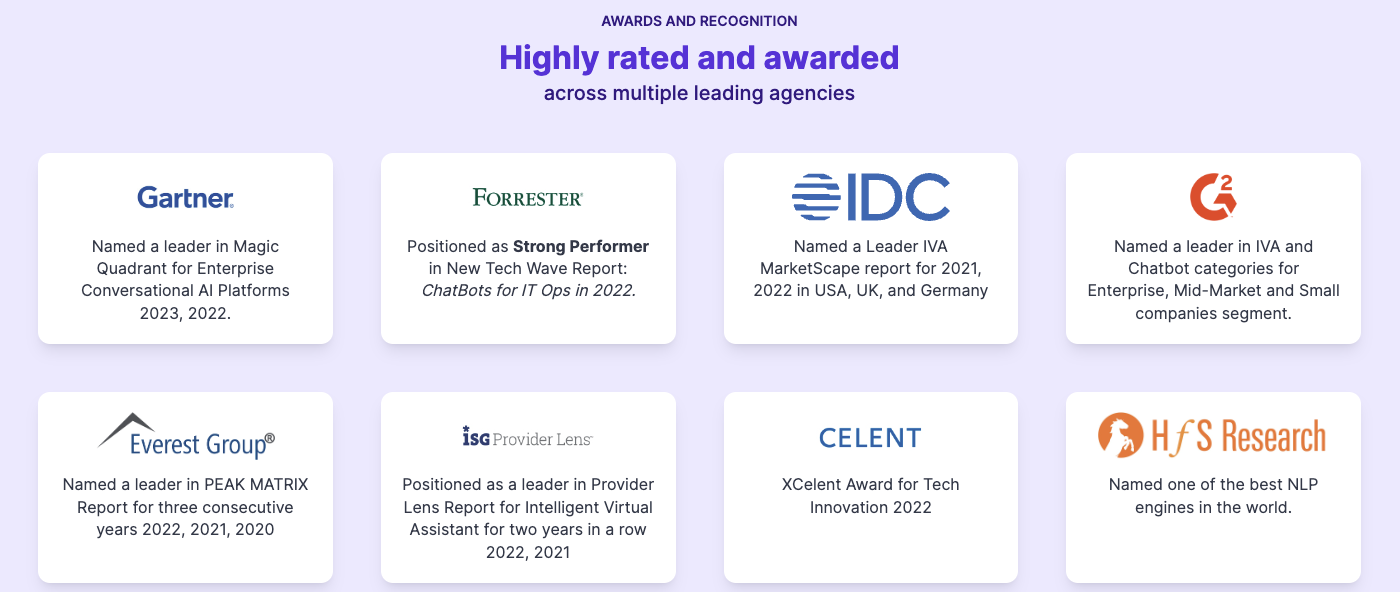 AWARDS AND RECOGNITION
Highly rated and awarded
across multiple leading agencies
Gartner®
Named a leader in Magic
Quadrant for Enterprise
Conversational AI Platforms
2023, 2022.
FORRESTER®
Positioned as Strong Performer
in New Tech Wave Report:
ChatBots for IT Ops in 2022.
IDC
Named a Leader IVA
MarketScape report for 2021,
2022 in USA, UK, and Germany
G2
Named a leader in IVA and
Chatbot categories for
Enterprise, Mid-Market and Small
companies segment.
Everest Group®
Named a leader in PEAK MATRIX
Report for three consecutive
years 2022, 2021, 2020
iSG Provider Lens™
Positioned as a leader in Provider
Lens Report for Intelligent Virtual
Assistant for two years in a row
2022, 2021
CELENT
XCelent Award for Tech
Innovation 2022
HfS Research
Named one of the best NLP
engines in the world.